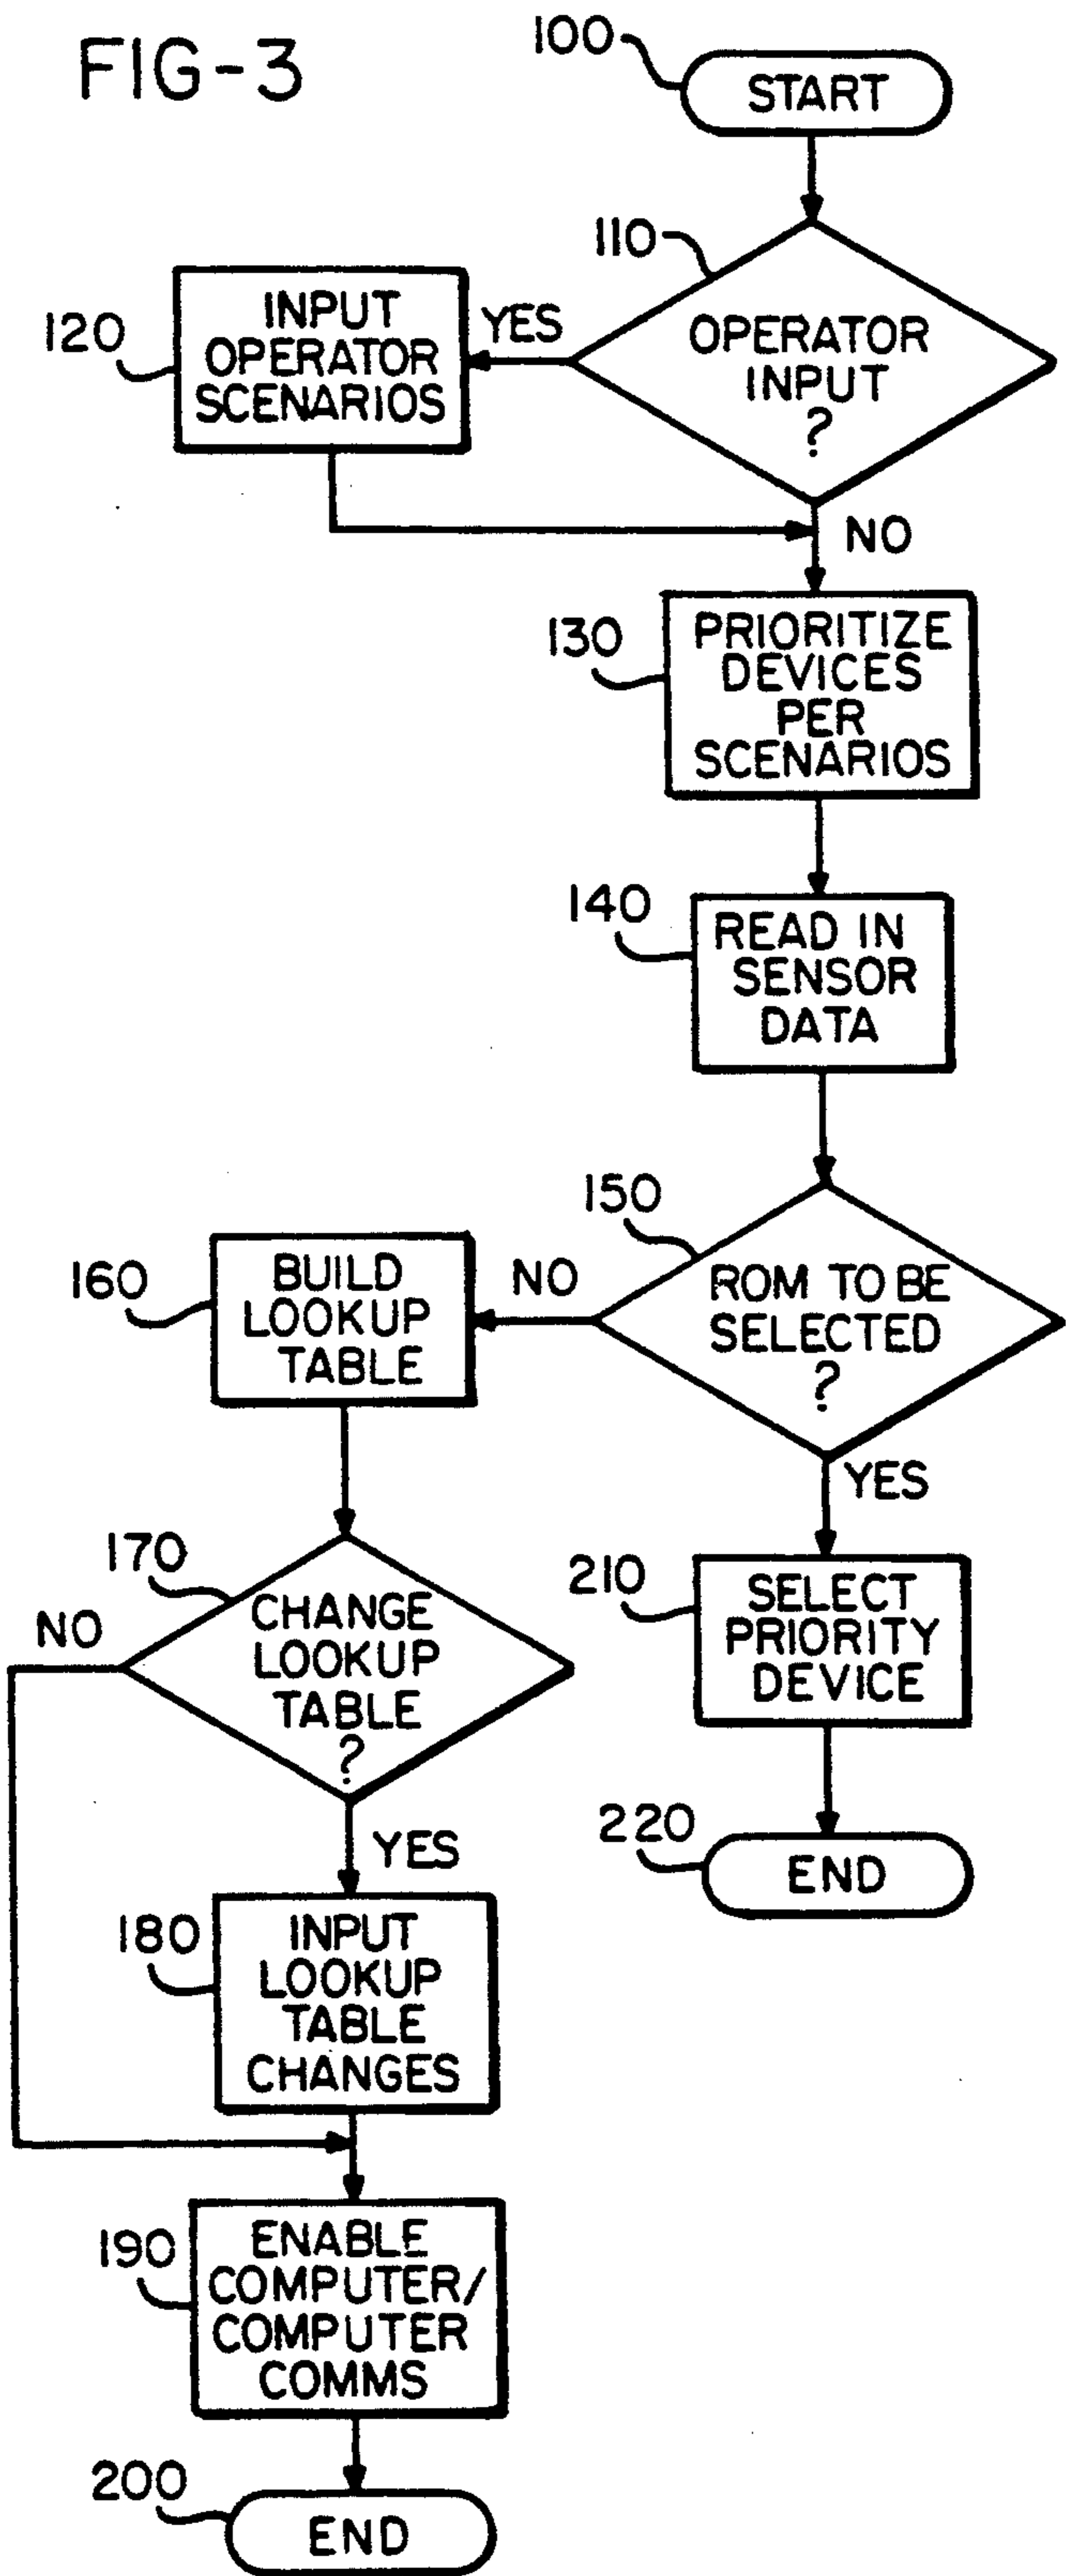 FIG-3
100
START
110
OPERATOR
INPUT
?
YES
120
INPUT
OPERATOR
SCENARIOS
NO
130
PRIORITIZE
DEVICES
PER
SCENARIOS
140
READ IN
SENSOR
DATA
150
ROM TO BE
SELECTED
?
NO
160
BUILD
LOOKUP
TABLE
YES
170
CHANGE
LOOKUP
TABLE
?
NO
210
SELECT
PRIORITY
DEVICE
YES
220
END
180
INPUT
LOOKUP
TABLE
CHANGES
190
ENABLE
COMPUTER/
COMPUTER
COMMS
200
END